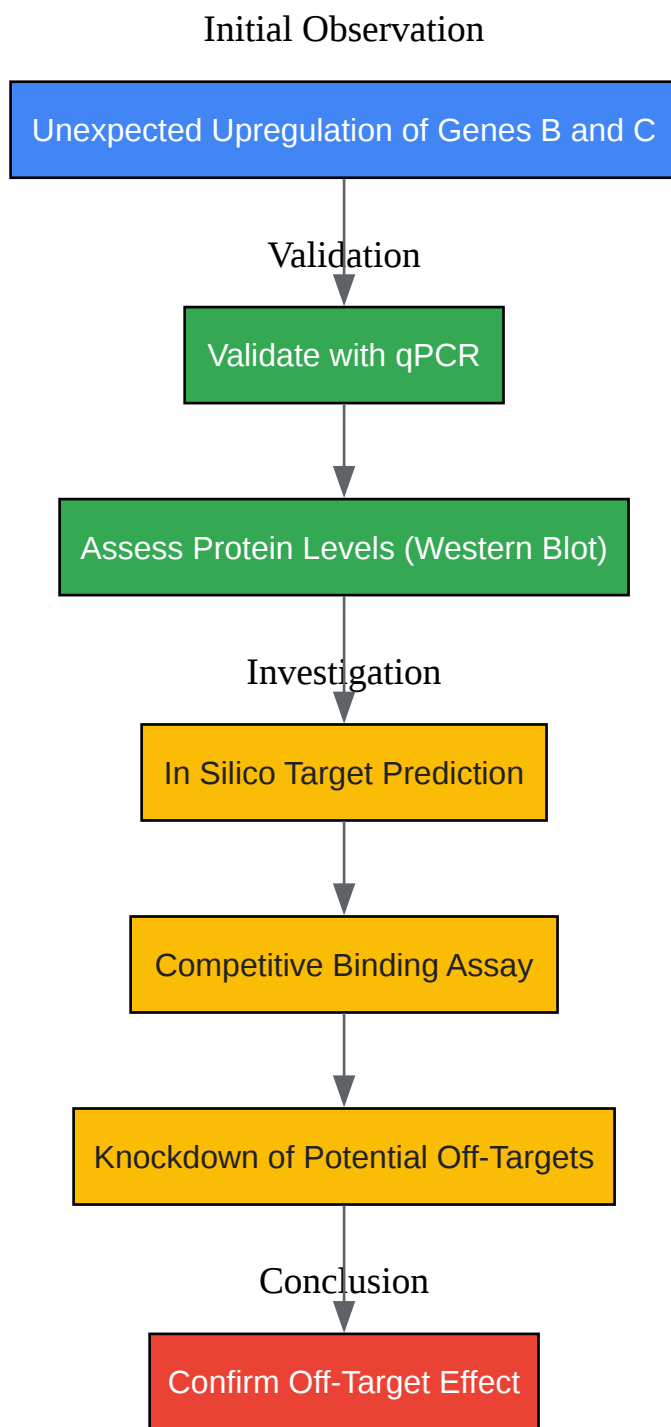 Initial Observation
Unexpected Upregulation of Genes B and C
Validation
Validate with qPCR
Assess Protein Levels (Western Blot)
Investigation
In Silico Target Prediction
Competitive Binding Assay
Knockdown of Potential Off-Targets
Conclusion
Confirm Off-Target Effect